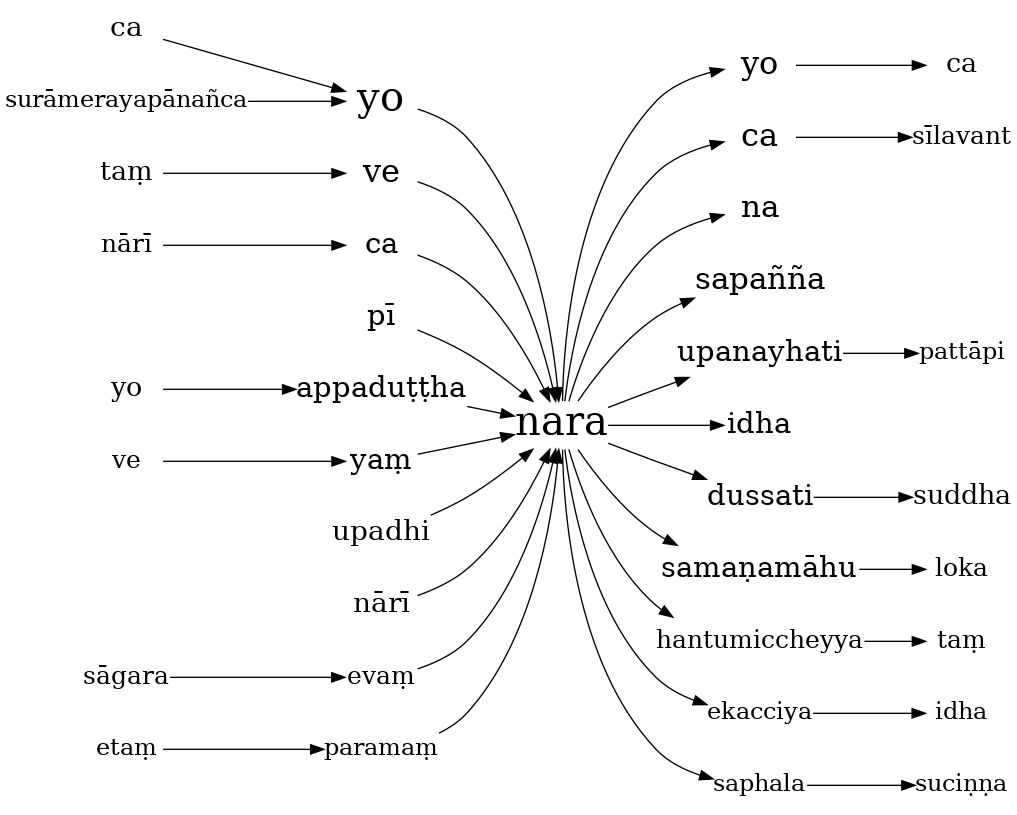 ca
surāmerayapānañca
taṃ
nārī
yo
ve
sāgara
etaṃ
yo
ve
ca
pī
appaduṭṭha
yaṃ
upadhi
nārī
evaṃ
paramaṃ
nara
yo
ca
na
sapañña
upanayhati
idha
dussati
samaṇamāhu
hantumiccheyya
ekacciya
saphala
ca
sīlavant
pattāpi
suddha
loka
taṃ
idha
suciṇṇa